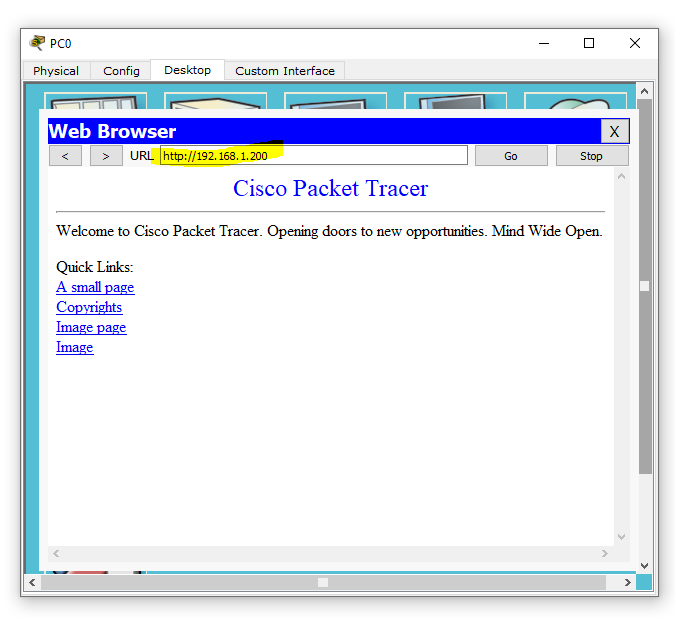 PC0
Physical Config Desktop Custom Interface
Web Browser X
< > URL http://192.168.1.200 Go Stop
Cisco Packet Tracer
Welcome to Cisco Packet Tracer. Opening doors to new opportunities. Mind Wide Open.
Quick Links:
A small page
Copyrights
Image page
Image